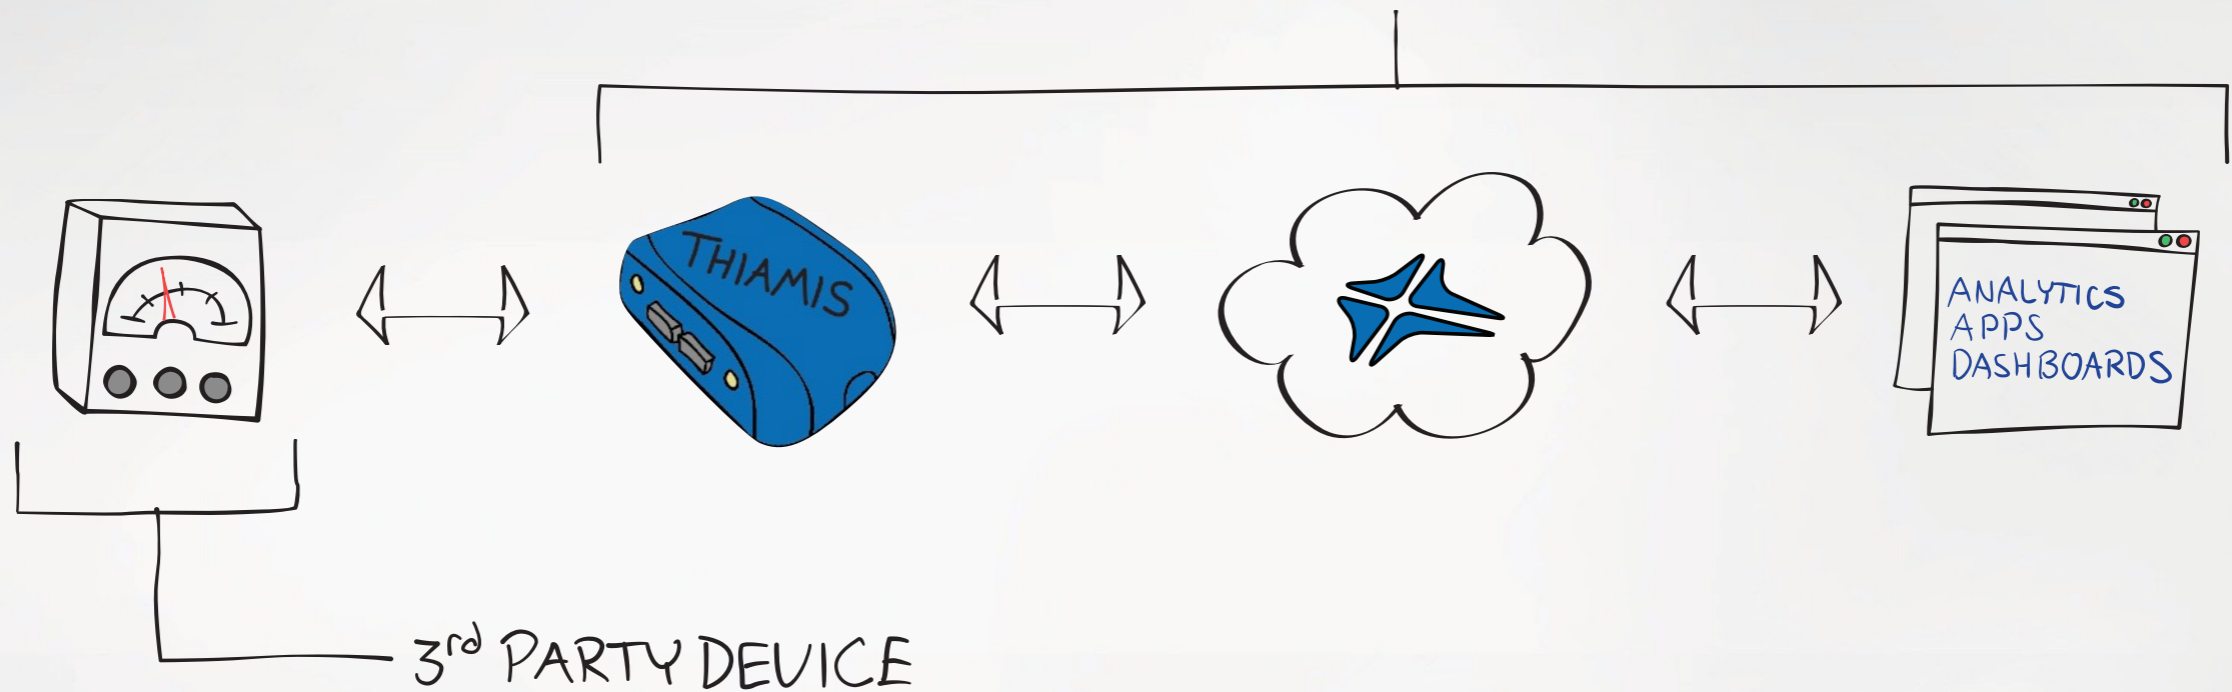 THIAMIS
ANALYTICS
APPS
DASHBOARDS
3rd PARTY DEVICE